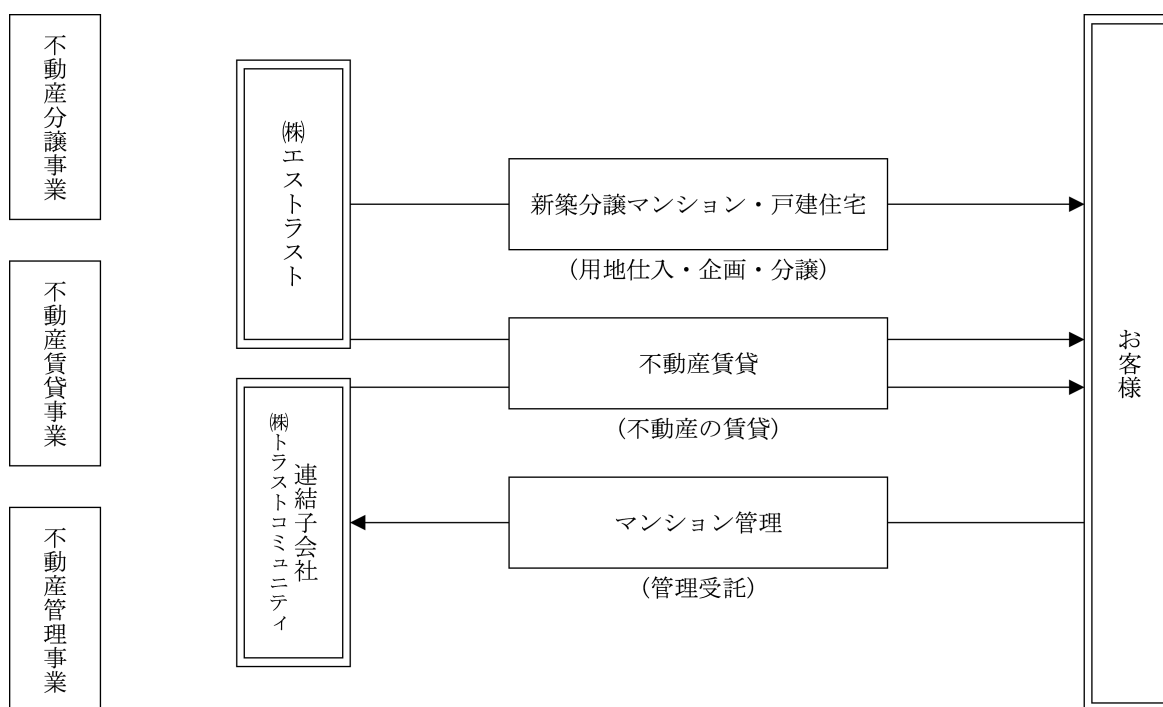 不動産分譲事業
不動産賃貸事業
不動産管理事業
㈱エストラスト
連結子会社
㈱トラストコミュニティ
新築分譲マンション・戸建住宅
(用地仕入・企画・分譲)
不動産賃貸
(不動産の賃貸)
マンション管理
(管理受託)
お客様